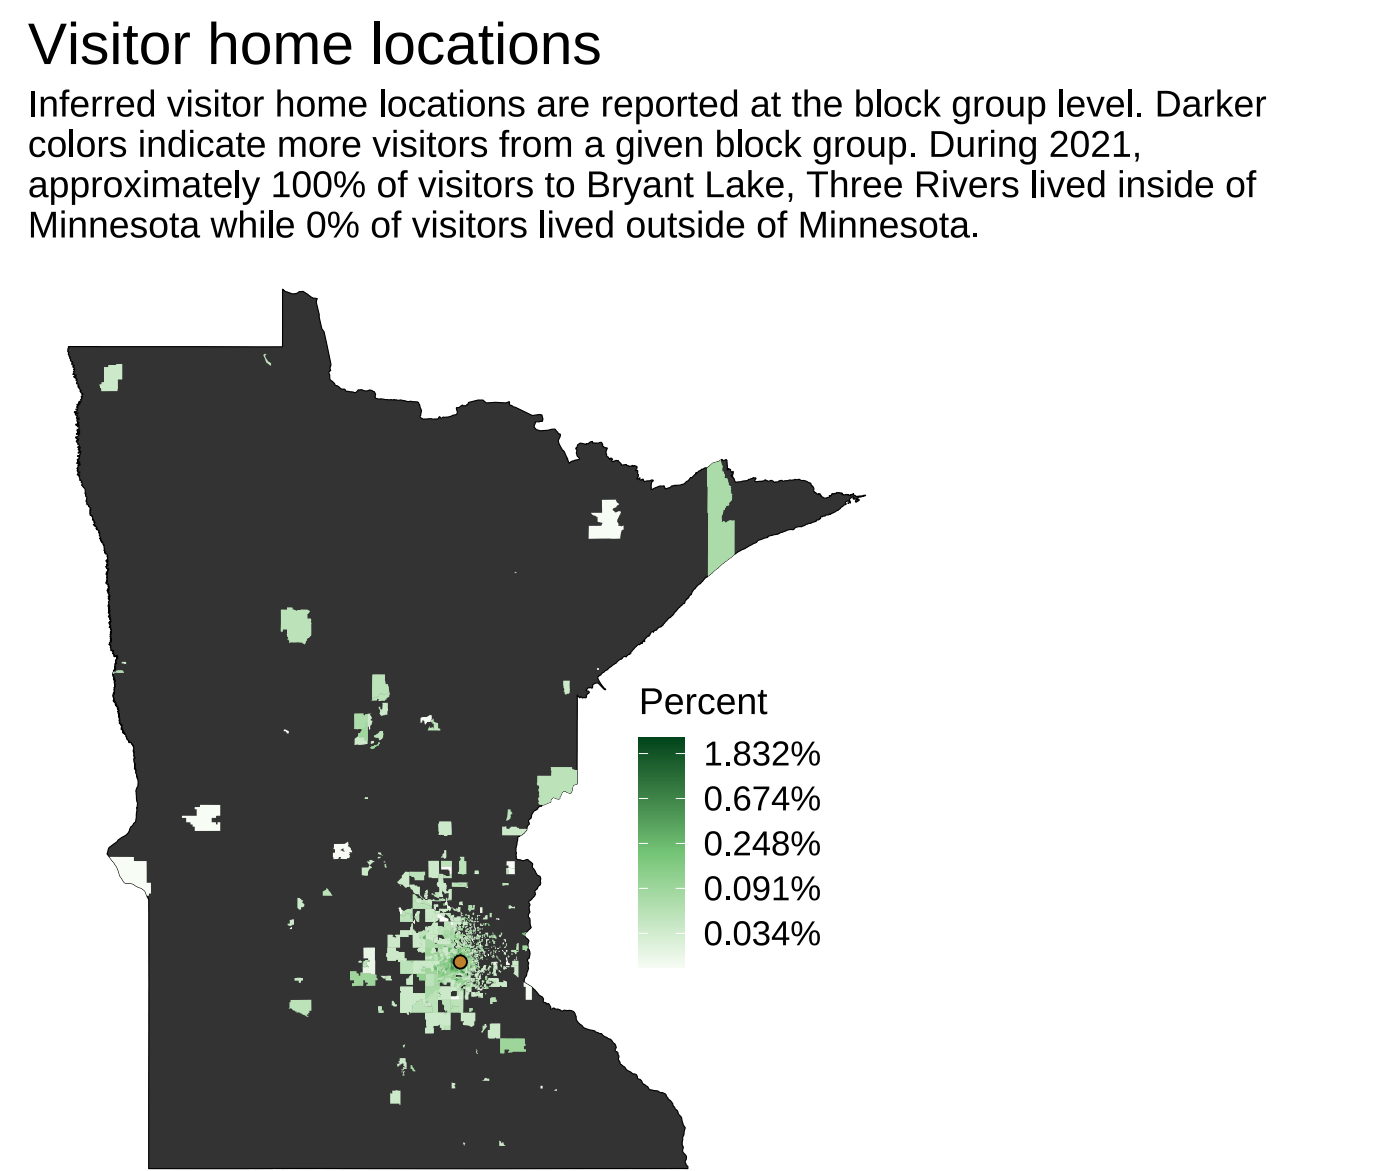 Visitor home locations
Inferred visitor home locations are reported at the block group level. Darker
colors indicate more visitors from a given block group. During 2021,
approximately 100% of visitors to Bryant Lake, Three Rivers lived inside of
Minnesota while 0% of visitors lived outside of Minnesota.
Percent
1.832%
0.674%
0.248%
0.091%
0.034%